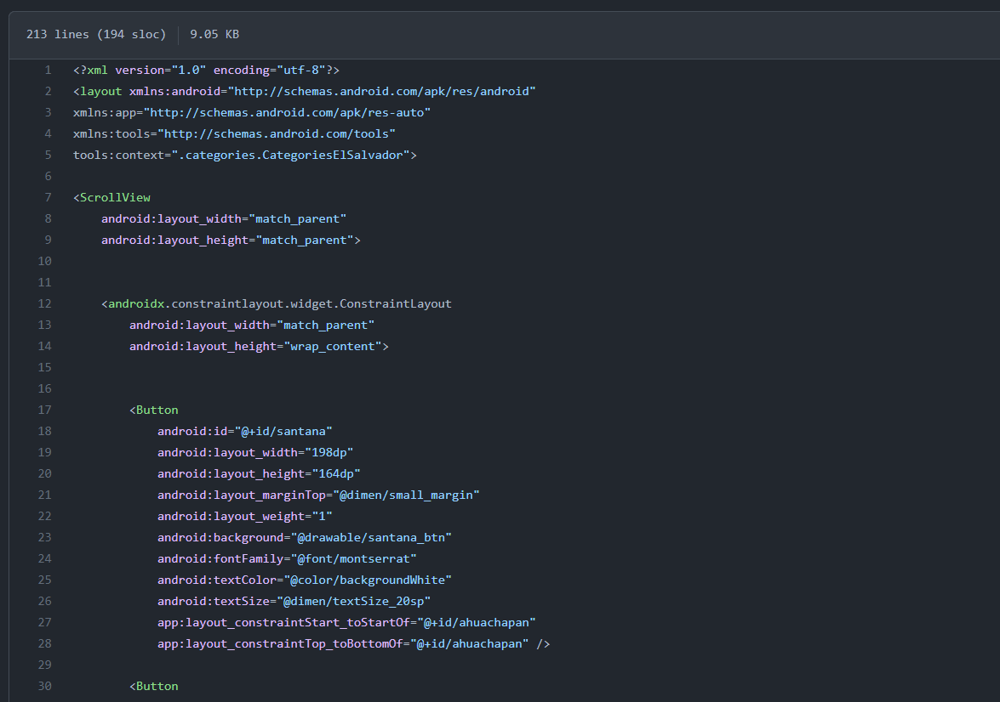 213 lines (194 sloc) 9.05 KB
1 <?xml version="1.0" encoding="utf-8"?>
2 <layout xmlns:android="http://schemas.android.com/apk/res/android"
3 xmlns:app="http://schemas.android.com/apk/res-auto"
4 xmlns:tools="http://schemas.android.com/tools"
5 tools:context=".categories.CategoriesElSalvador">
6
7 <ScrollView
8 android:layout_width="match_parent"
9 android:layout_height="match_parent">
10
11
12 <androidx.constraintlayout.widget.ConstraintLayout
13 android:layout_width="match_parent"
14 android:layout_height="wrap_content">
15
16
17 <Button
18 android:id="@+id/santana"
19 android:layout_width="198dp"
20 android:layout_height="164dp"
21 android:layout_marginTop="@dimen/small_margin"
22 android:layout_weight="1"
23 android:background="@drawable/santana_btn"
24 android:fontFamily="@font/montserrat"
25 android:textColor="@color/backgroundWhite"
26 android:textSize="@dimen/textSize_20sp"
27 app:layout_constraintStart_toStartOf="@+id/ahuachapan"
28 app:layout_constraintTop_toBottomOf="@+id/ahuachapan" />
29
30 <Button